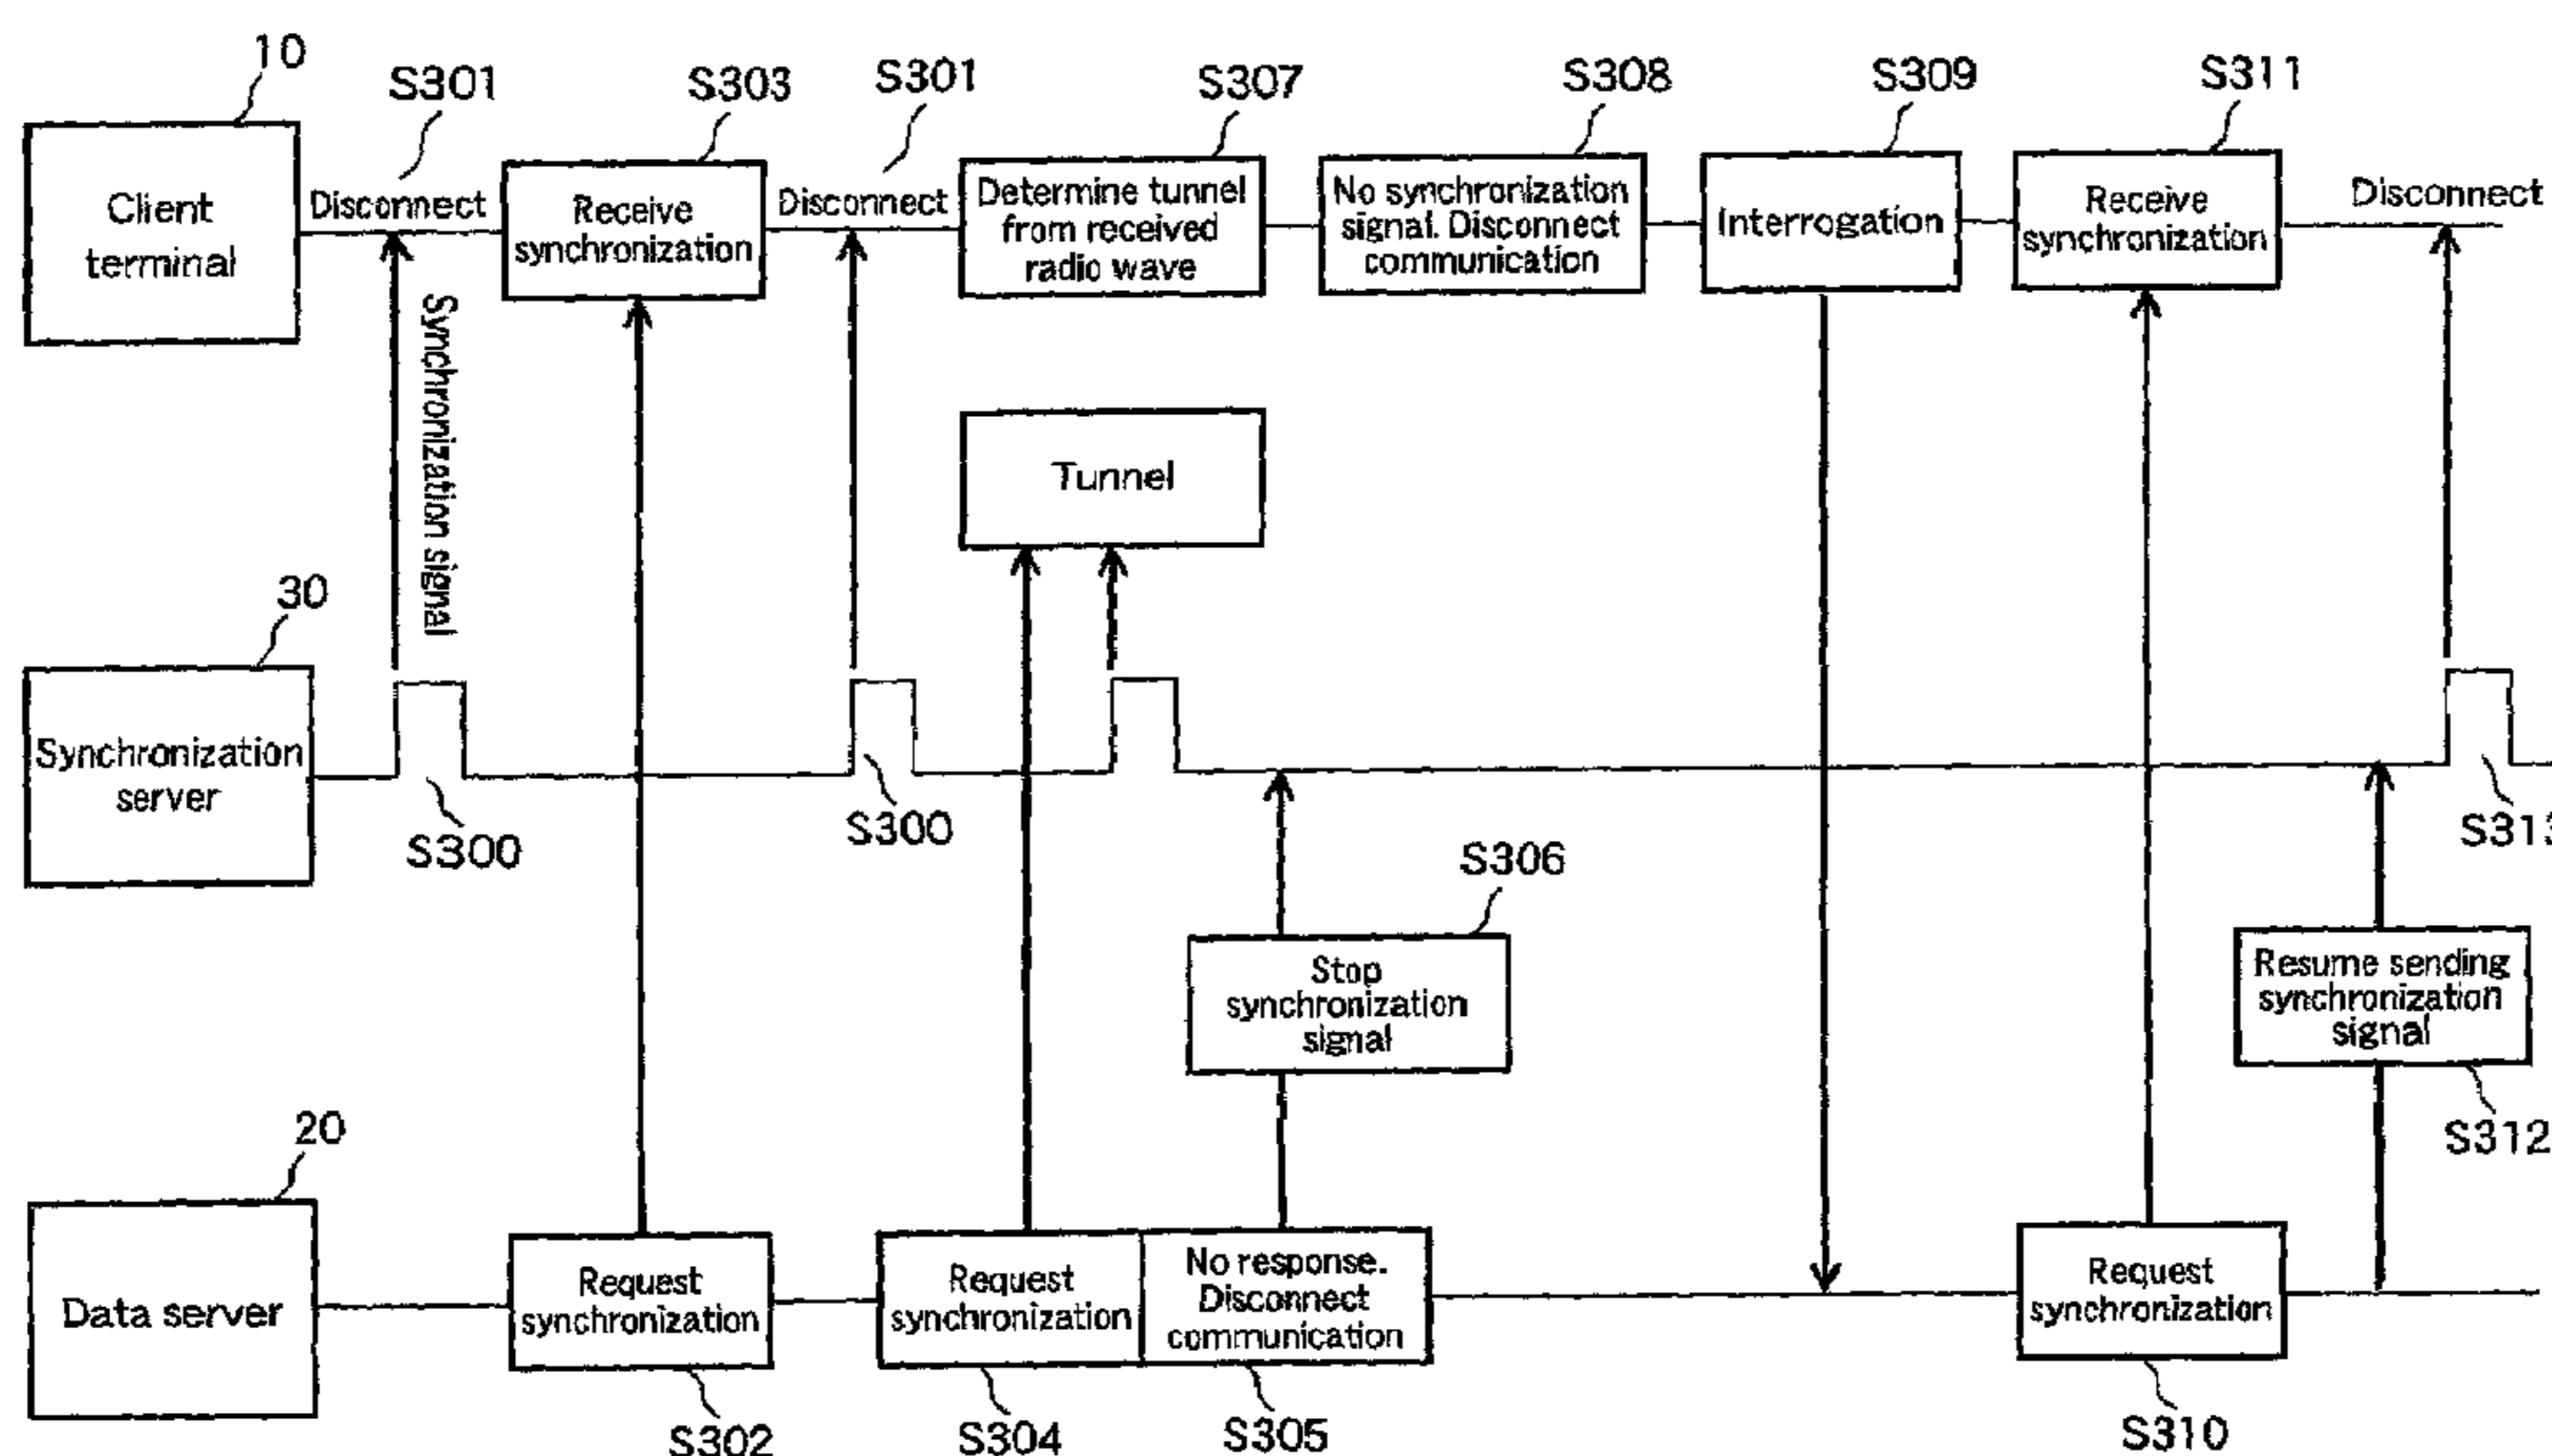 10
S301
S303
S301
S307
S308
S309
S311
Client
terminal
Disconnect
Receive
synchronization
Disconnect
Determine tunnel
from received
radio wave
No synchronization
signal. Disconnect
communication
Interrogation
Receive
synchronization
Disconnect
Synchronization signal
Tunnel
30
Synchronization
server
S300
S300
S313
S306
Stop
synchronization
signal
Resume sending
synchronization
signal
S312
20
Data server
Request
synchronization
Request
synchronization
No response.
Disconnect
communication
Request
synchronization
S302
S304
S305
S310